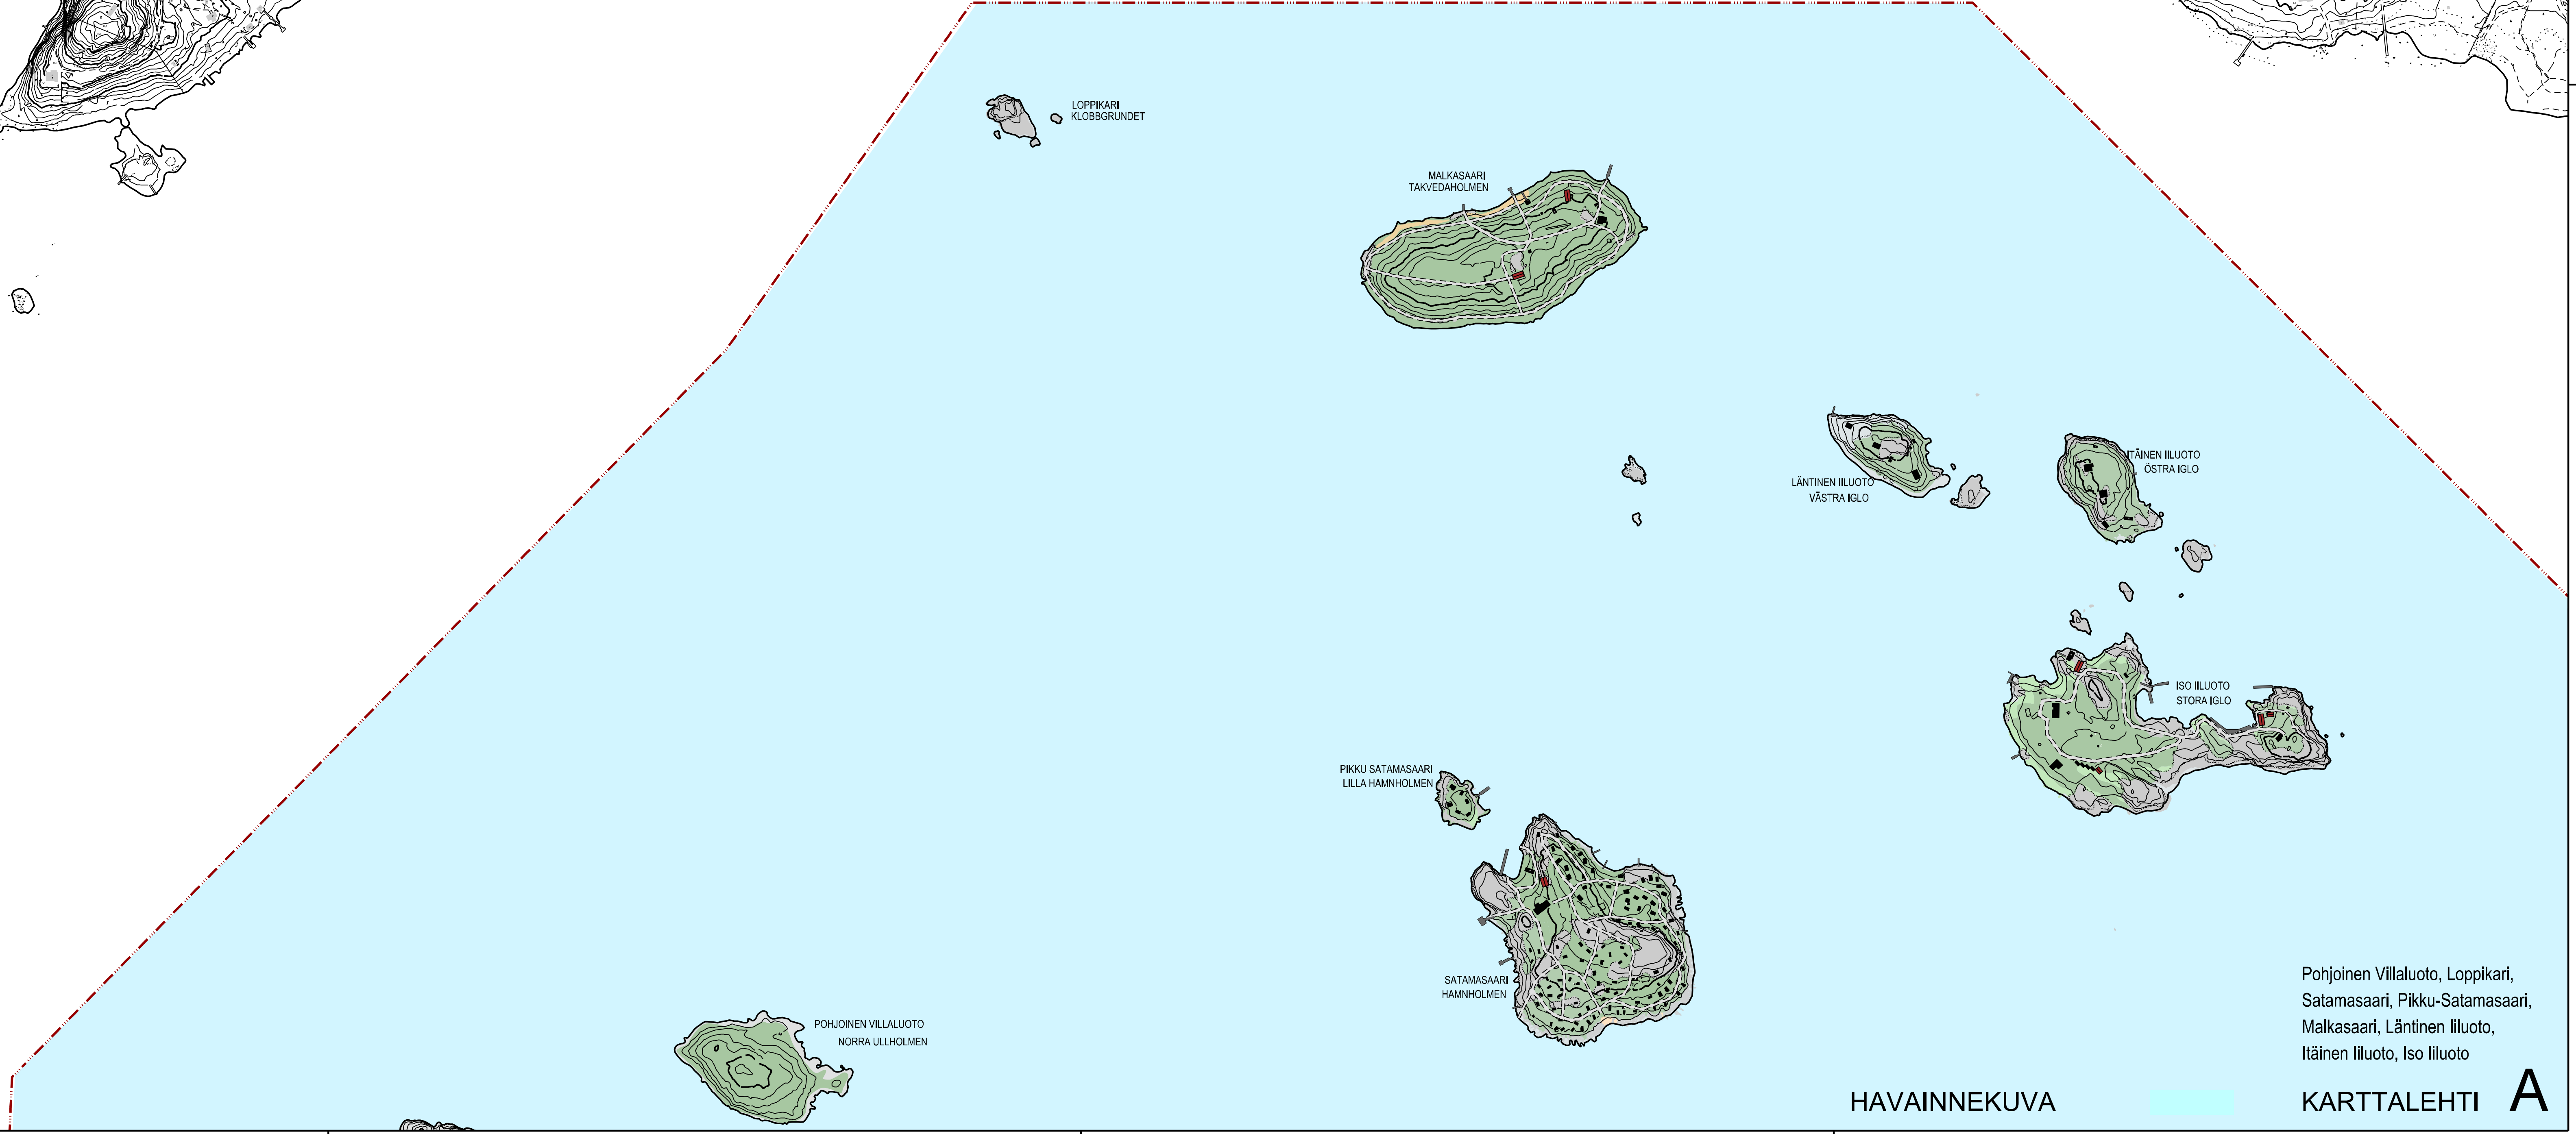 LOPPIKARI
KLOBBGRUNDET
MALKASAARI
TAKVEDAHOLMEN
LÄNTINEN IILUOTO
VÄSTRA IGLO
ITÄINEN IILUOTO
ÖSTRA IGLO
ISO IILUOTO
STORA IGLO
PIKKU SATAMASAARI
LILLA HAMNHOLMEN
SATAMASAARI
HAMNHOLMEN
POHJOINEN VILLALUOTO
NORRA ULLHOLMEN
Pohjoinen Villaluoto, Loppikari,
Satamasaari, Pikku-Satamasaari,
Malkasaari, Läntinen Iiluoto,
Itäinen Iiluoto, Iso Iiluoto
HAVAINNEKUVA
KARTTALEHTI A